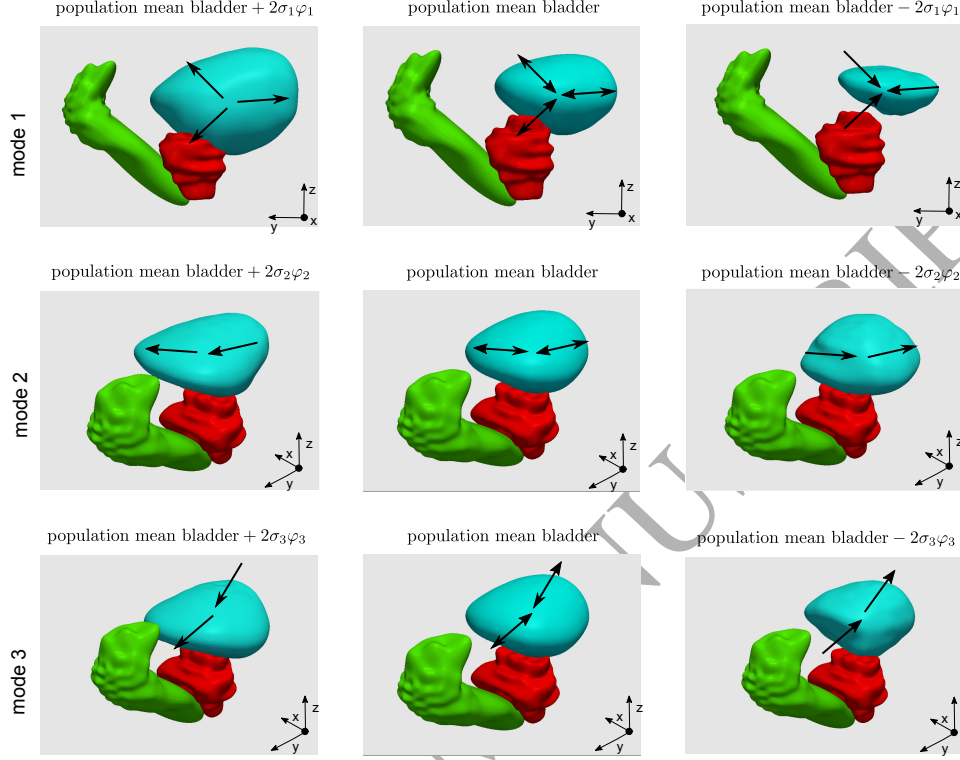 population mean bladder + 2σ₁φ₁
population mean bladder
population mean bladder − 2σ₁φ₁
mode 1
z
y
x
z
y
x
z
y
x
population mean bladder + 2σ₂φ₂
population mean bladder
population mean bladder − 2σ₂φ₂
mode 2
x
z
y
x
z
y
x
z
y
population mean bladder + 2σ₃φ₃
population mean bladder
population mean bladder − 2σ₃φ₃
mode 3
x
z
y
x
z
y
x
y